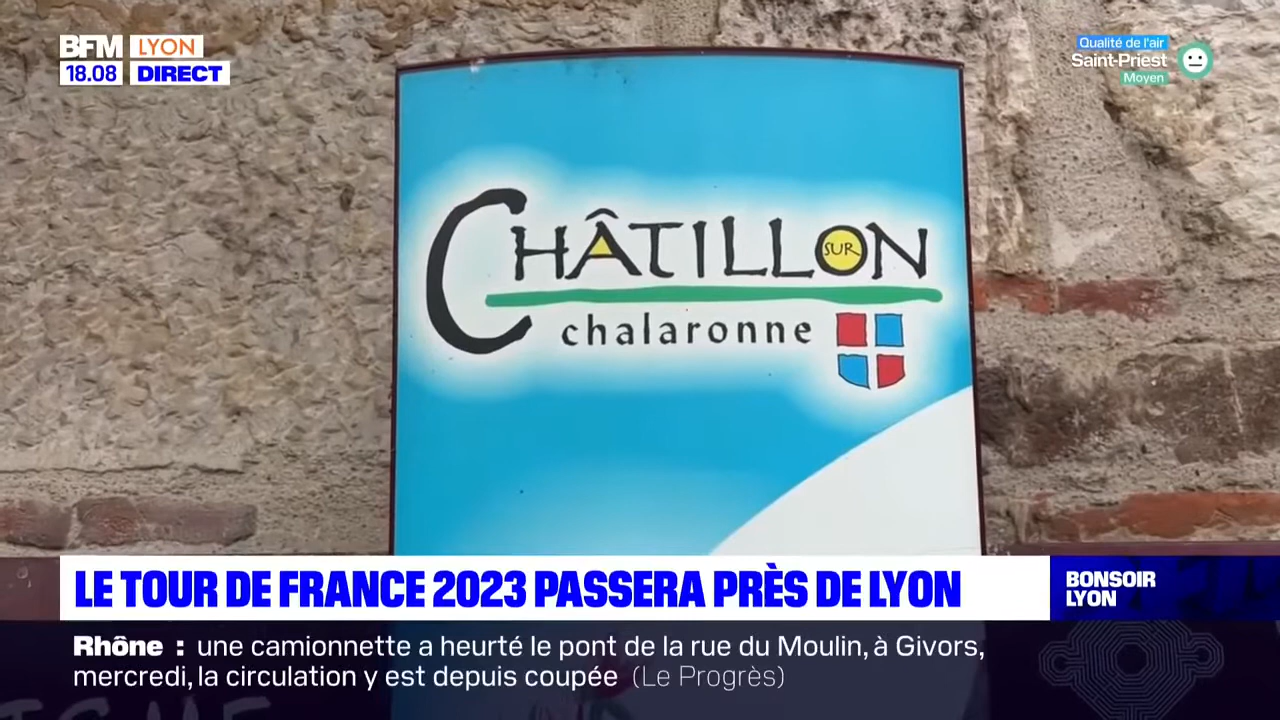 BFM LYON
18.08 DIRECT
Qualité de l'air
Saint-Priest
Moyen
CHÂTILLON
SUR
chalaronne
LE TOUR DE FRANCE 2023 PASSERA PRÈS DE LYON
BONSOIR
LYON
Rhône : une camionnette a heurté le pont de la rue du Moulin, à Givors,
mercredi, la circulation y est depuis coupée (Le Progrès)